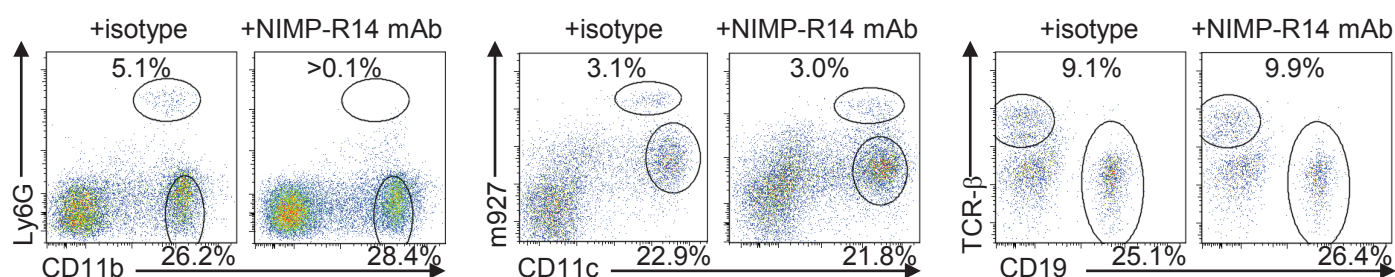 +isotype +NIMP-R14 mAb +isotype +NIMP-R14 mAb +isotype +NIMP-R14 mAb
5.1% >0.1% 3.1% 3.0% 9.1% 9.9%
Ly6G
m927
TCR-β
26.2% 28.4% 22.9% 21.8% 25.1% 26.4%
CD11b CD11c CD19